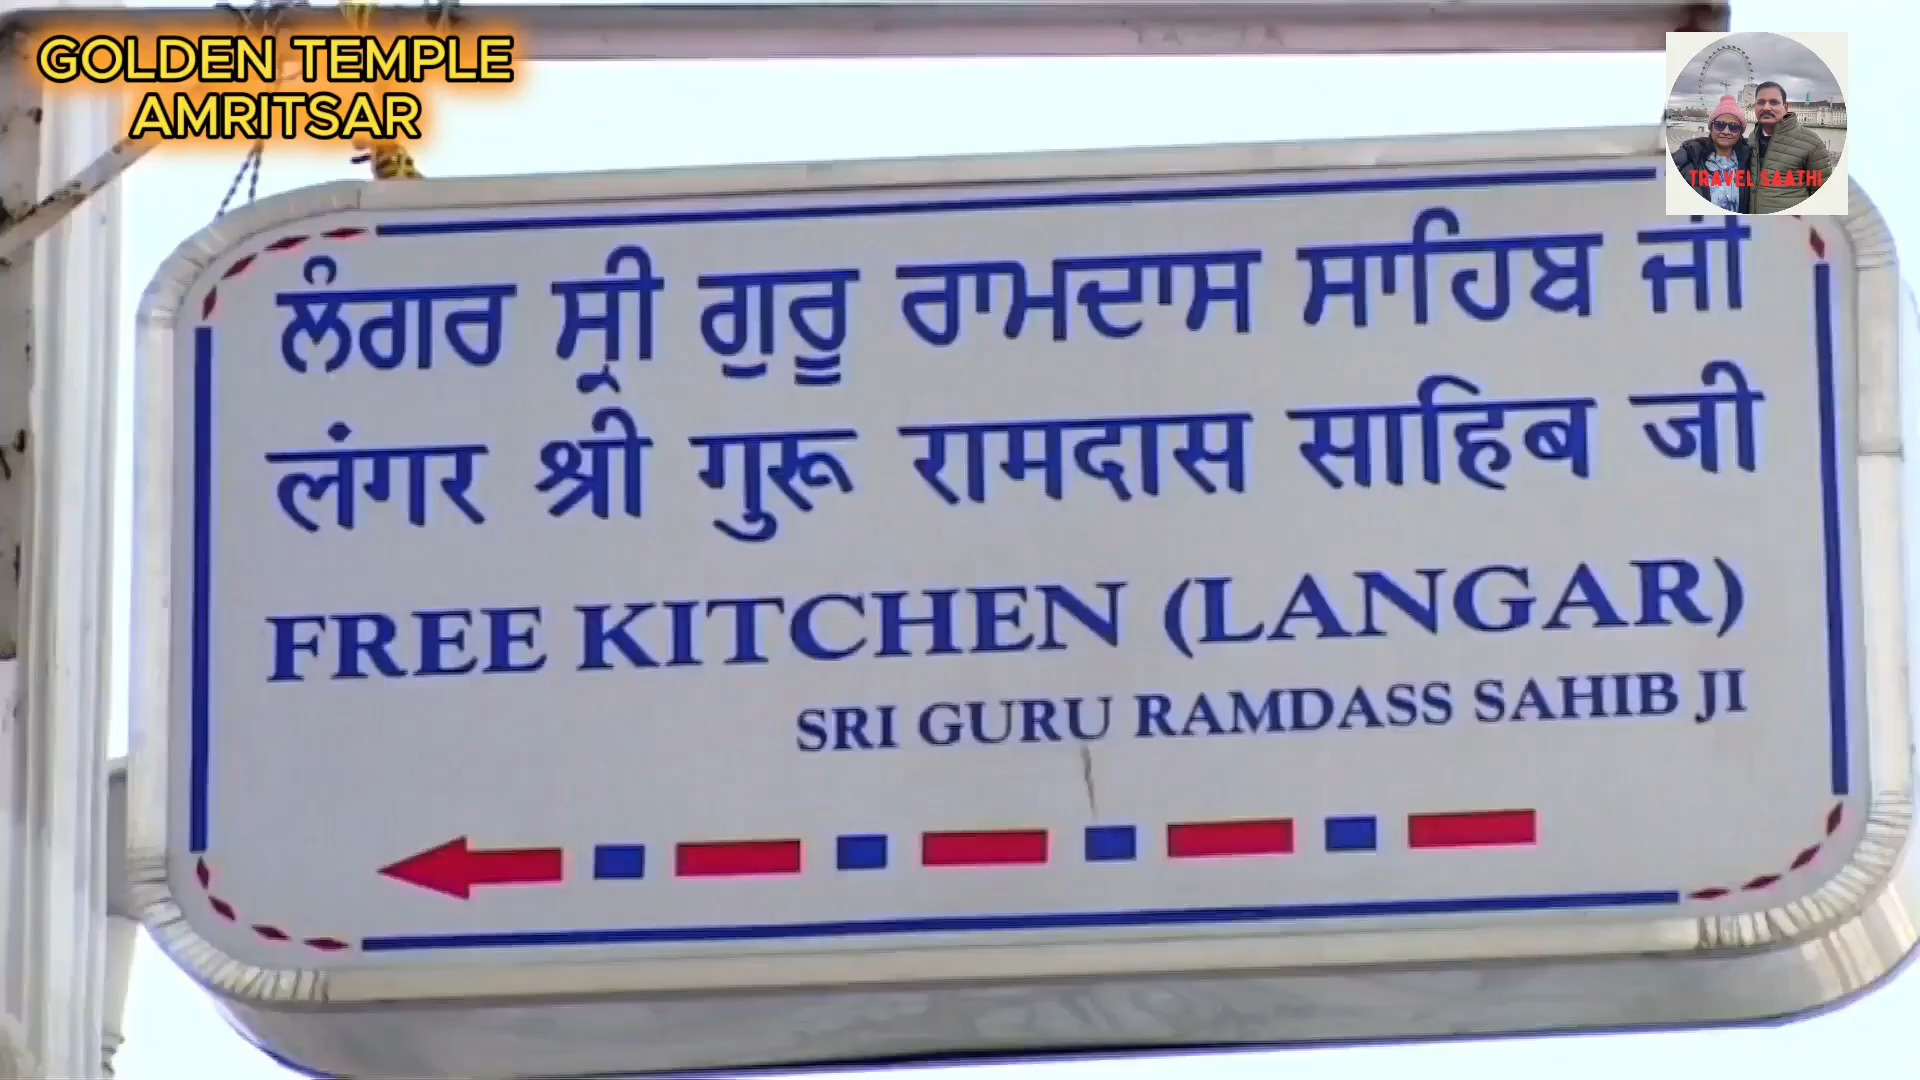 GOLDEN TEMPLE
AMRITSAR
TRAVEL SAATHI
ਲੰਗਰ ਸ੍ਰੀ ਗੁਰੂ ਰਾਮਦਾਸ ਸਾਹਿਬ ਜੀ
लंगर श्री गुरू रामदास साहिब जी
FREE KITCHEN (LANGAR)
SRI GURU RAMDASS SAHIB JI